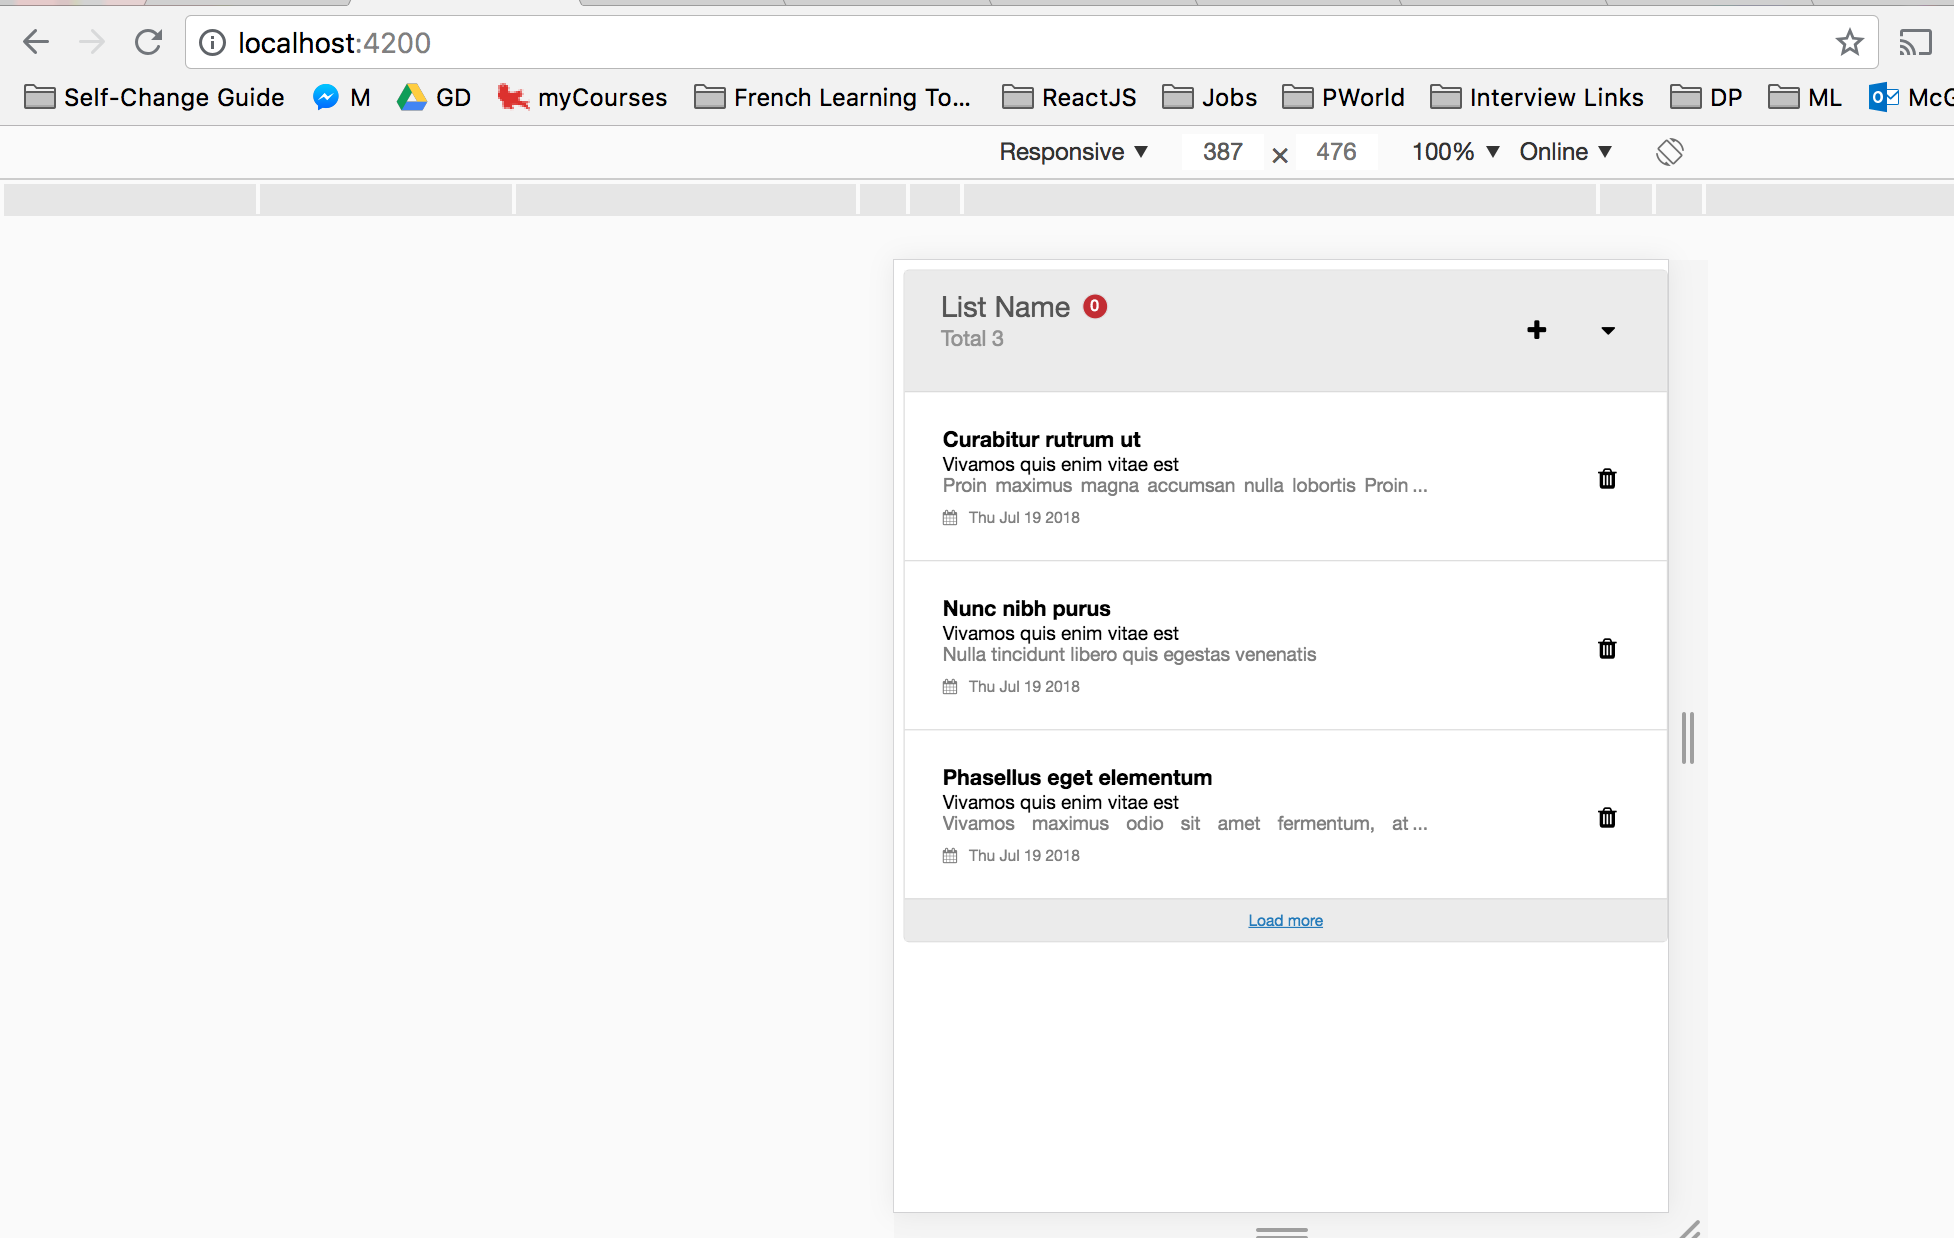 localhost:4200
Self-Change Guide M GD myCourses French Learning To... ReactJS Jobs PWorld Interview Links DP ML McG
Responsive 387 × 476 100% Online
List Name 0
Total 3
Curabitur rutrum ut
Vivamos quis enim vitae est
Proin maximus magna accumsan nulla lobortis Proin ...
Thu Jul 19 2018
Nunc nibh purus
Vivamos quis enim vitae est
Nulla tincidunt libero quis egestas venenatis
Thu Jul 19 2018
Phasellus eget elementum
Vivamos quis enim vitae est
Vivamos maximus odio sit amet fermentum, at ...
Thu Jul 19 2018
Load more